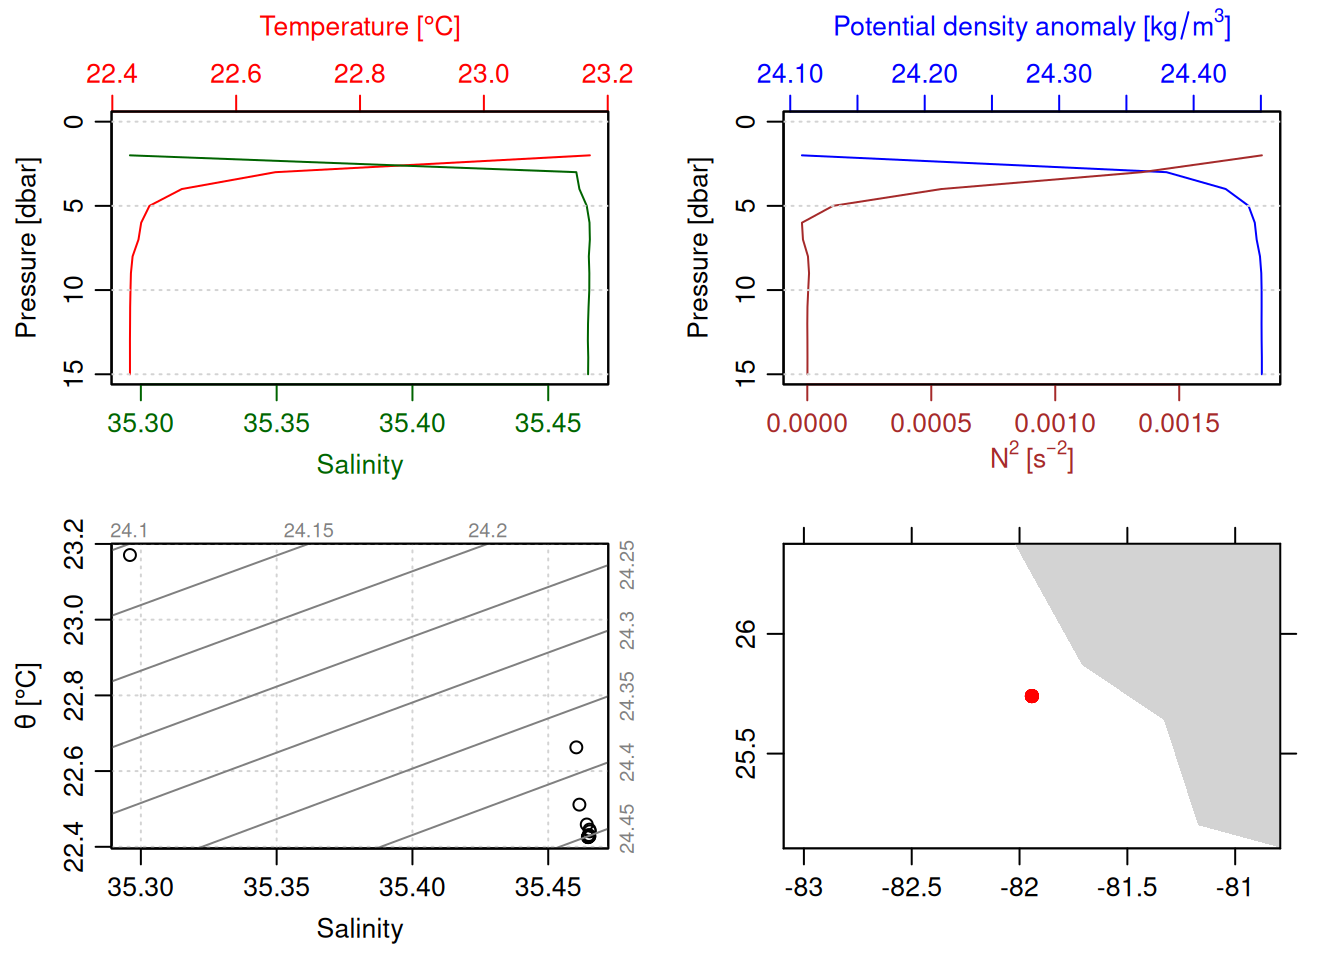 Temperature [°C]
22.4 22.6 22.8 23.0 23.2
Pressure [dbar]
0
5
10
15
35.30 35.35 35.40 35.45
Salinity
Potential density anomaly [kg/m³]
24.10 24.20 24.30 24.40
Pressure [dbar]
0
5
10
15
0.0000 0.0005 0.0010 0.0015
N² [s⁻²]
24.1 24.15 24.2
θ [°C]
23.2
23.0
22.8
22.6
22.4
24.25
24.3
24.35
24.4
24.45
35.30 35.35 35.40 35.45
Salinity
26
25.5
-83 -82.5 -82 -81.5 -81